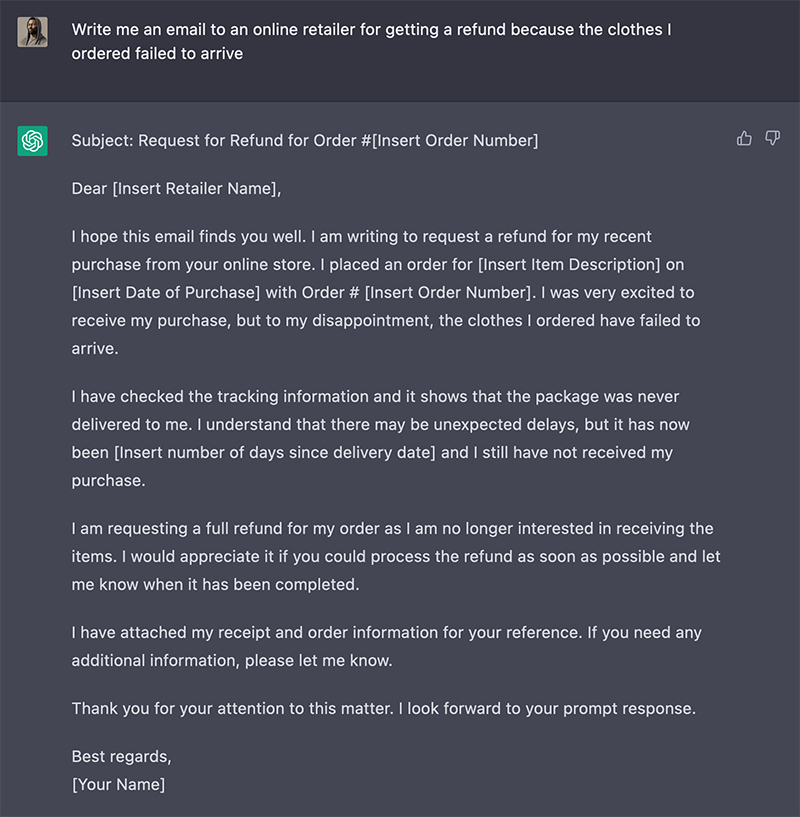 Write me an email to an online retailer for getting a refund because the clothes I
ordered failed to arrive
Subject: Request for Refund for Order #[Insert Order Number]
Dear [Insert Retailer Name],
I hope this email finds you well. I am writing to request a refund for my recent
purchase from your online store. I placed an order for [Insert Item Description] on
[Insert Date of Purchase] with Order # [Insert Order Number]. I was very excited to
receive my purchase, but to my disappointment, the clothes I ordered have failed to
arrive.
I have checked the tracking information and it shows that the package was never
delivered to me. I understand that there may be unexpected delays, but it has now
been [Insert number of days since delivery date] and I still have not received my
purchase.
I am requesting a full refund for my order as I am no longer interested in receiving the
items. I would appreciate it if you could process the refund as soon as possible and let
me know when it has been completed.
I have attached my receipt and order information for your reference. If you need any
additional information, please let me know.
Thank you for your attention to this matter. I look forward to your prompt response.
Best regards,
[Your Name]